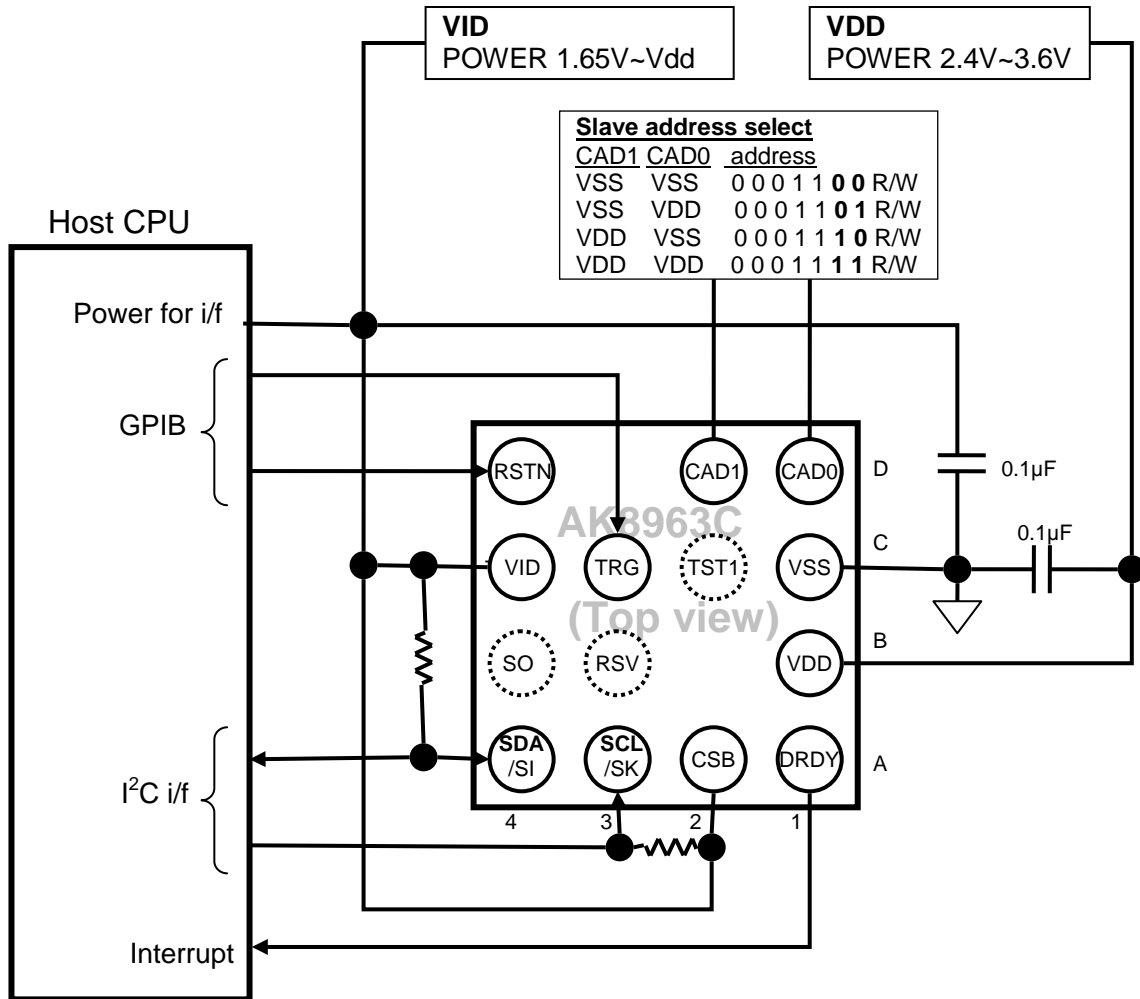 VID
POWER 1.65V~Vdd
VDD
POWER 2.4V~3.6V
Slave address select
CAD1 CAD0 address
VSS VSS 0 0 0 1 1 0 0 R/W
VSS VDD 0 0 0 1 1 0 1 R/W
VDD VSS 0 0 0 1 1 1 0 R/W
VDD VDD 0 0 0 1 1 1 1 R/W
Host CPU
Power for i/f
GPIB
I²C i/f
Interrupt
AK8963C
(Top view)
RSTN
CAD1
CAD0
D
VID
TRG
TST1
VSS
C
SO
RSV
VDD
B
SDA
/SI
SCL
/SK
CSB
DRDY
A
4 3 2 1
0.1µF
0.1µF